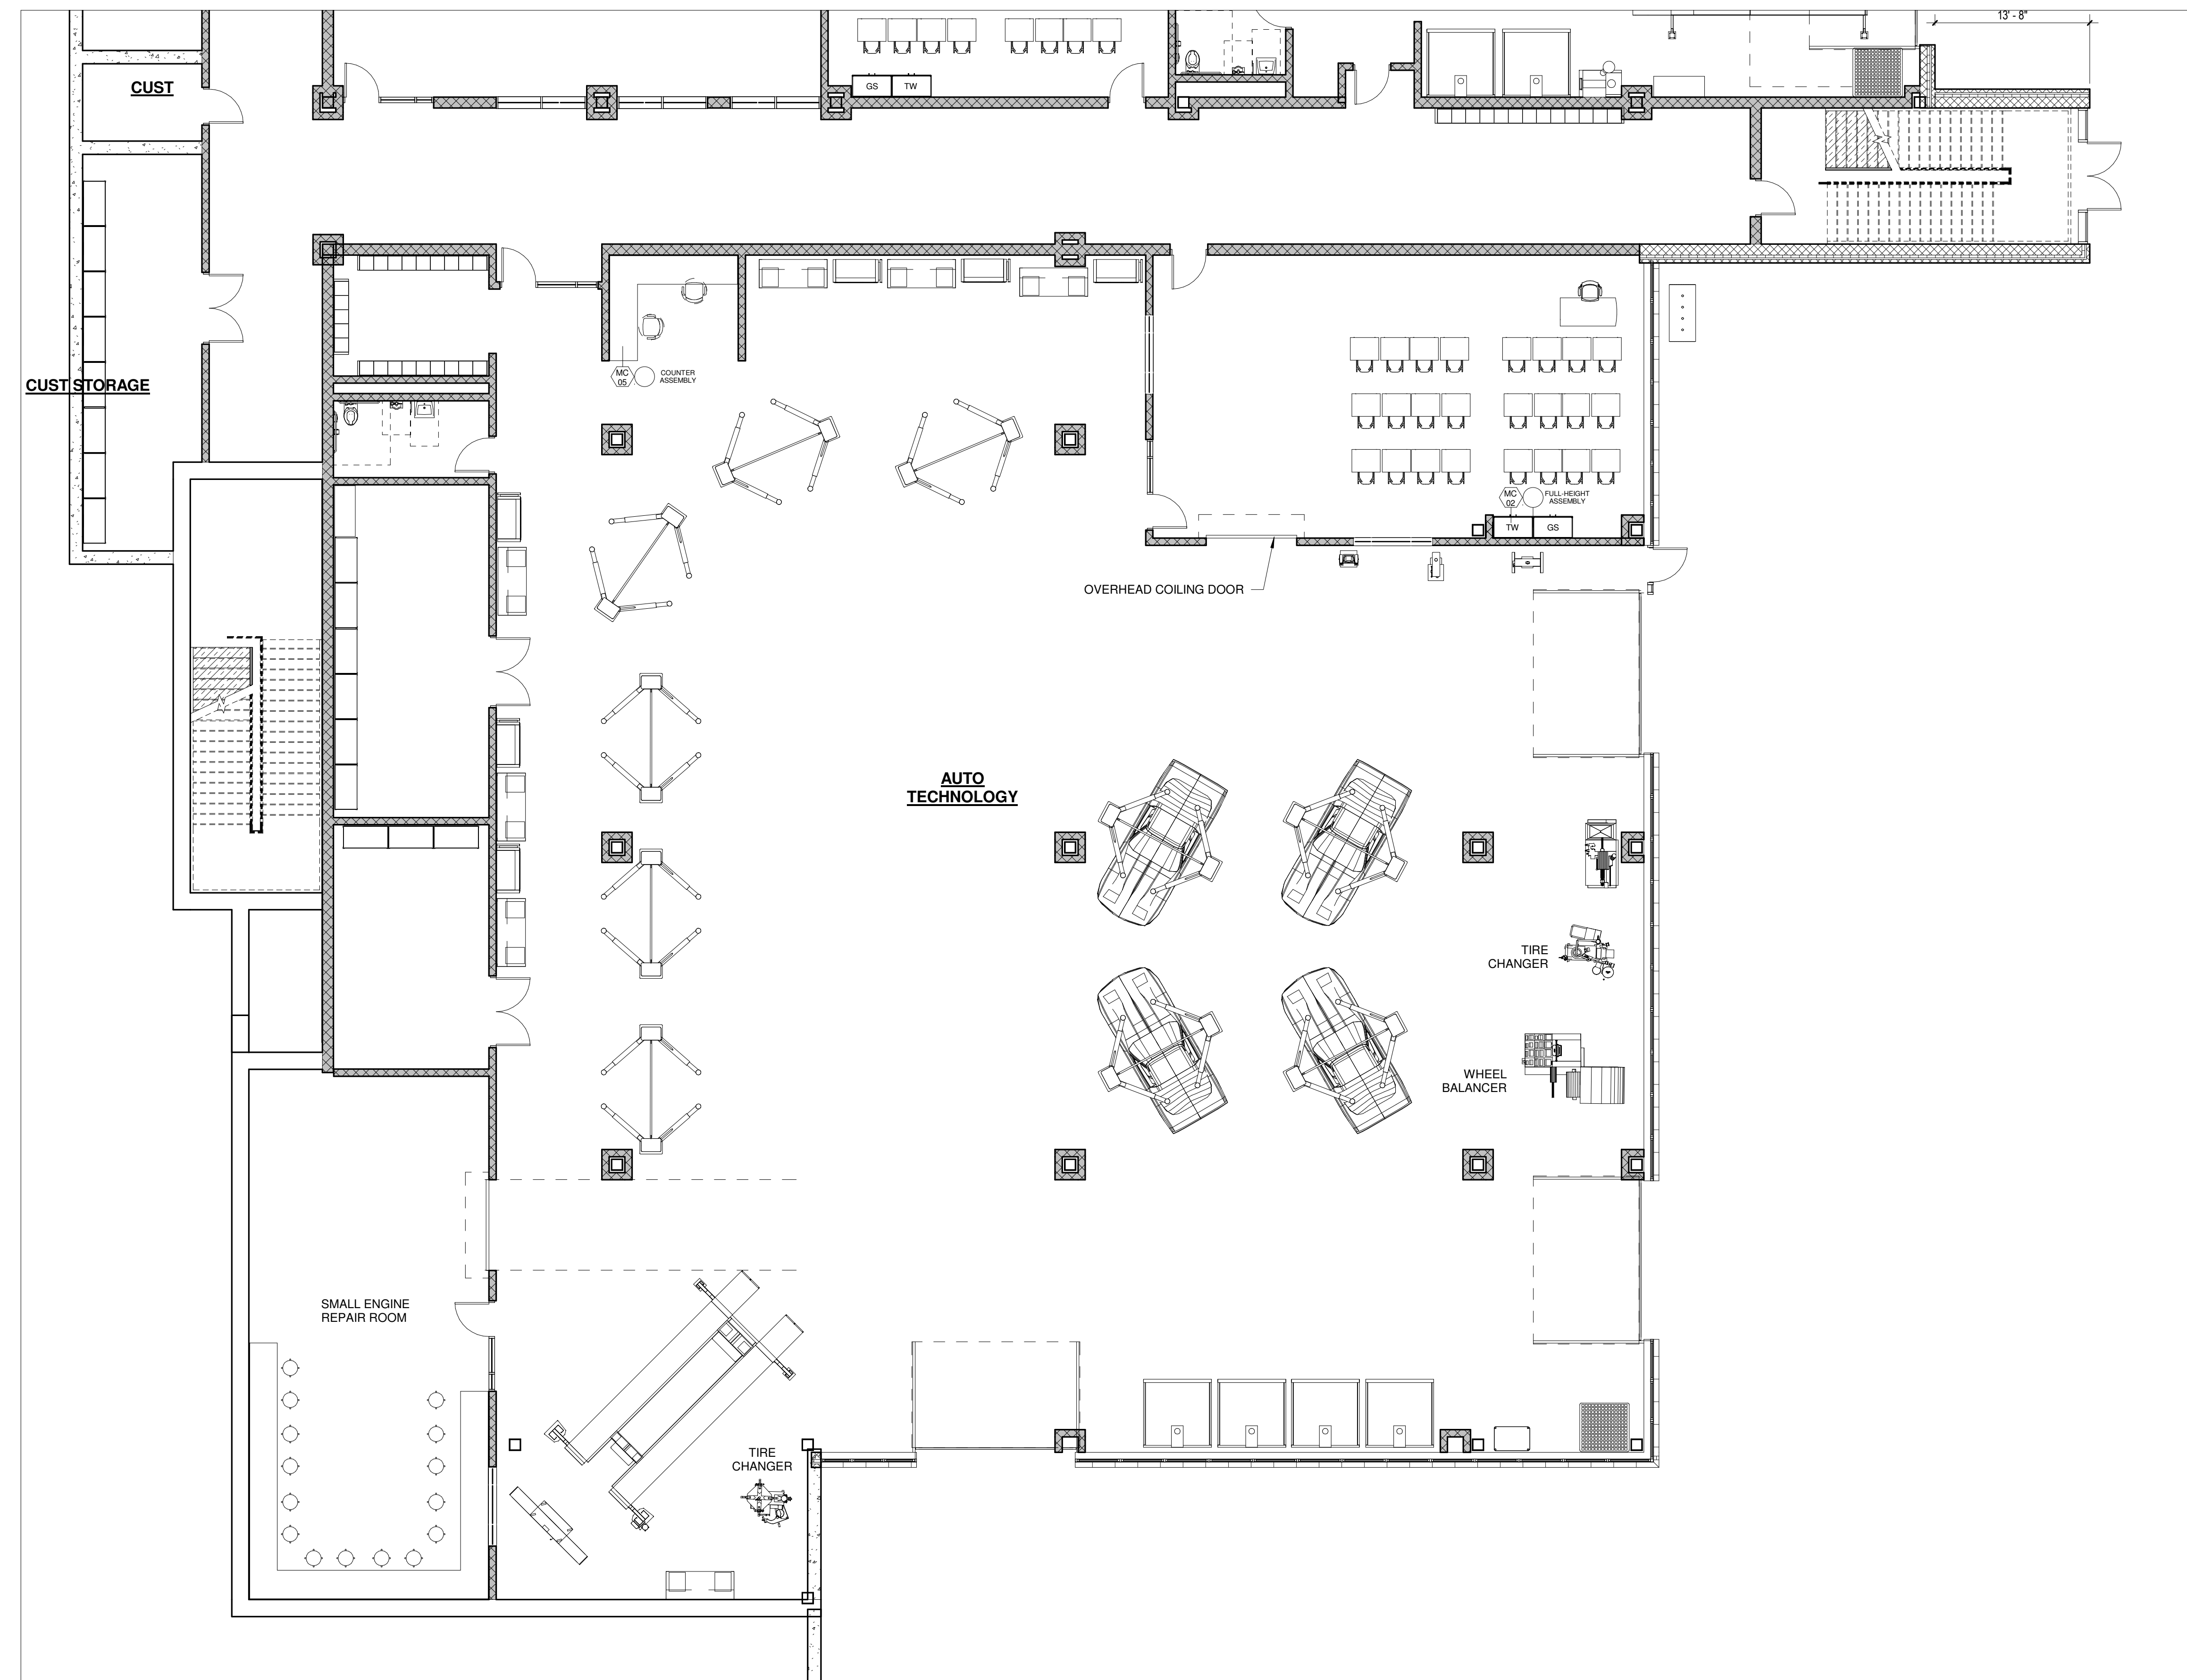 13' - 8"
CUST
GS
TW
CUST STORAGE
MC
05
COUNTER
ASSEMBLY
MC
02
FULL-HEIGHT
ASSEMBLY
TW
GS
OVERHEAD COILING DOOR
AUTO
TECHNOLOGY
TIRE
CHANGER
WHEEL
BALANCER
SMALL ENGINE
REPAIR ROOM
TIRE
CHANGER